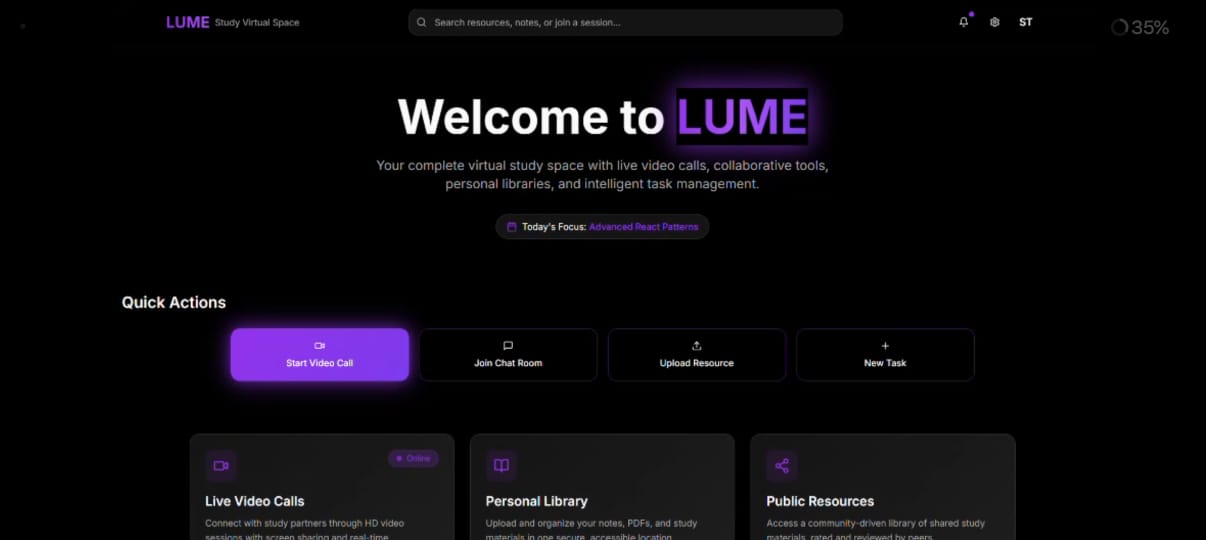 LUME Study Virtual Space
Search resources, notes, or join a session...
ST
35%
Welcome to LUME
Your complete virtual study space with live video calls, collaborative tools,
personal libraries, and intelligent task management.
Today's Focus: Advanced React Patterns
Quick Actions
Start Video Call
Join Chat Room
Upload Resource
New Task
Online
Live Video Calls
Connect with study partners through HD video
sessions with screen sharing and real-time
Personal Library
Upload and organize your notes, PDFs, and study
materials in one secure, accessible location.
Public Resources
Access a community-driven library of shared study
materials, rated and reviewed by peers.